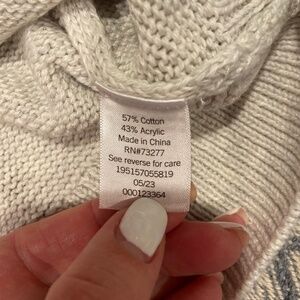 57% Cotton
43% Acrylic
Made in China
RN#73277
See reverse for care
195157055819
05/23
000123364